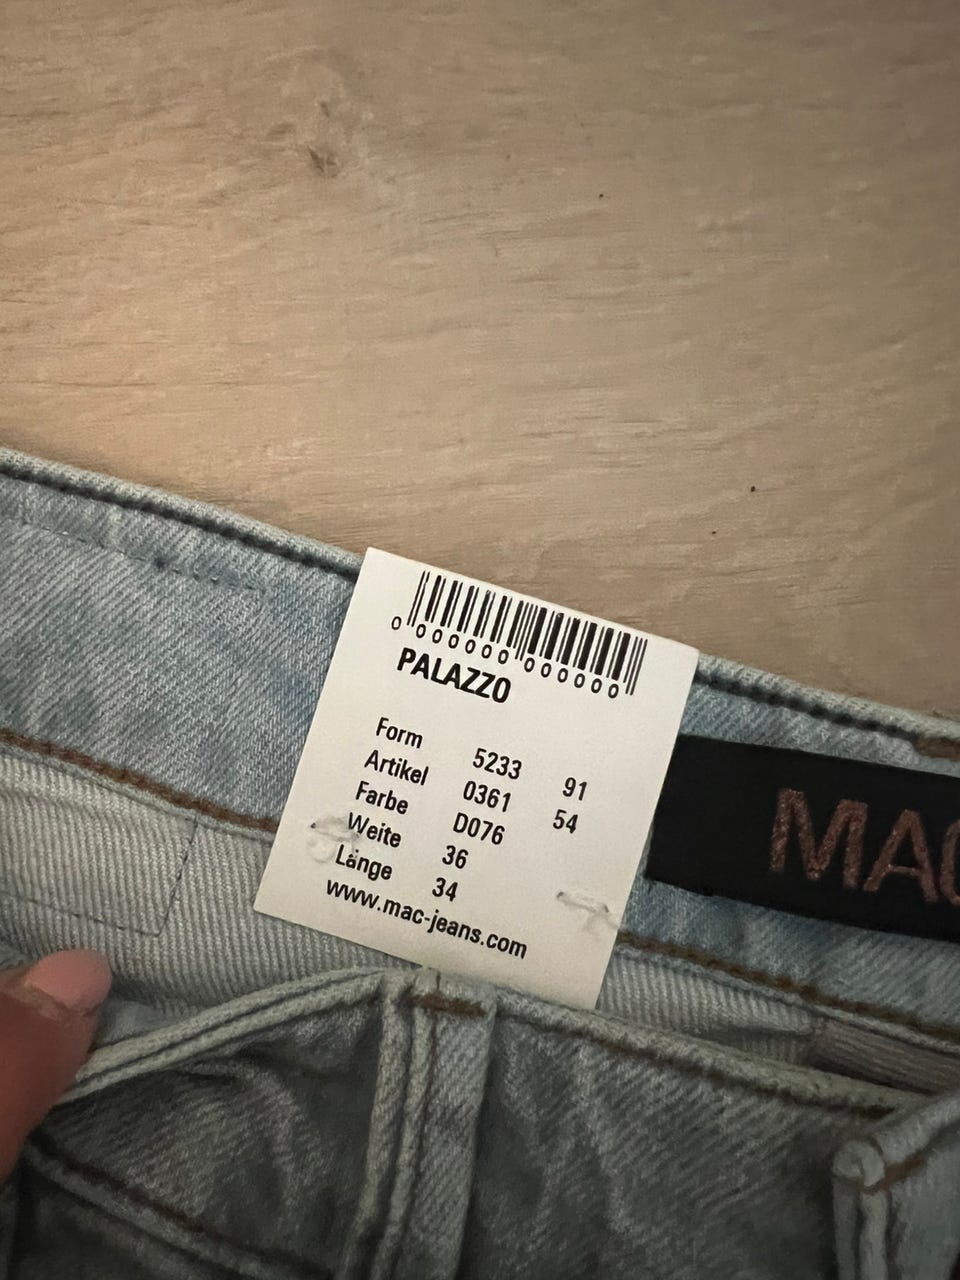 0 000000 000000
PALAZZO
Form 5233 91
Artikel 0361 54
Farbe D076
Weite 36
Länge 34
www.mac-jeans.com
MAC